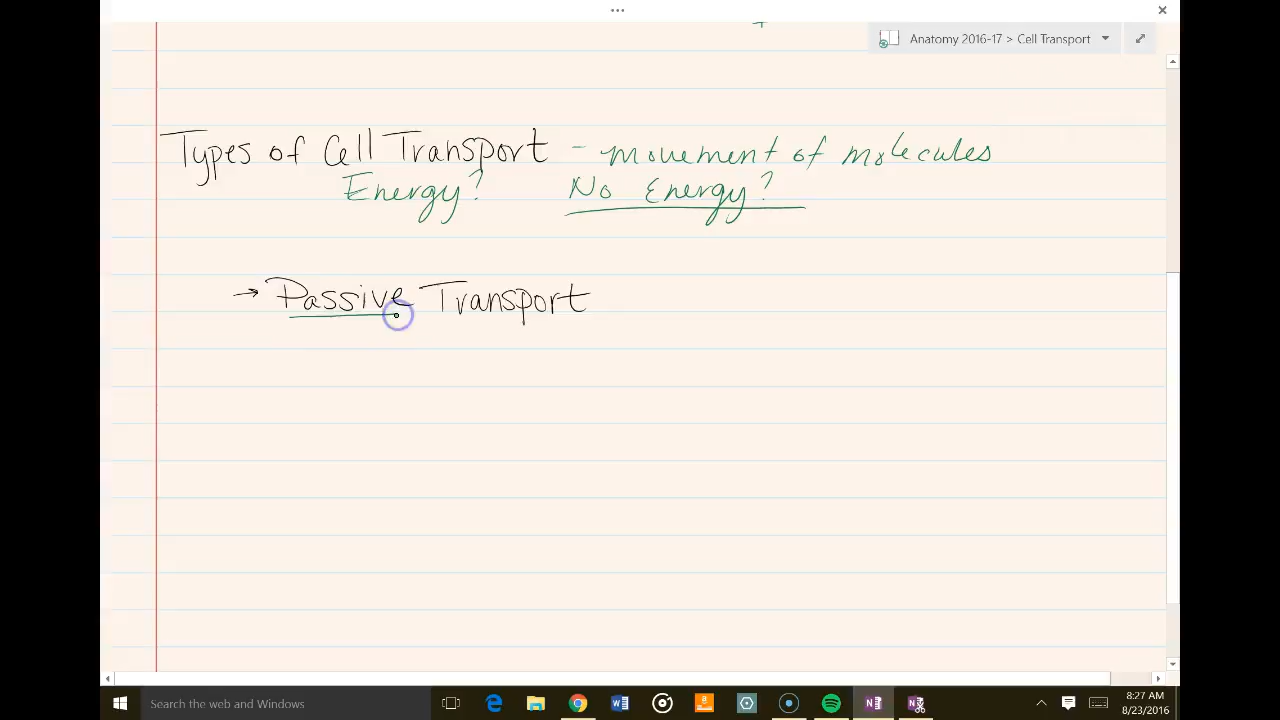 Anatomy 2016-17 > Cell Transport
Types of Cell Transport - movement of molecules
Energy? No Energy?
→ Passive Transport
Search the web and Windows
8:27 AM
8/23/2016